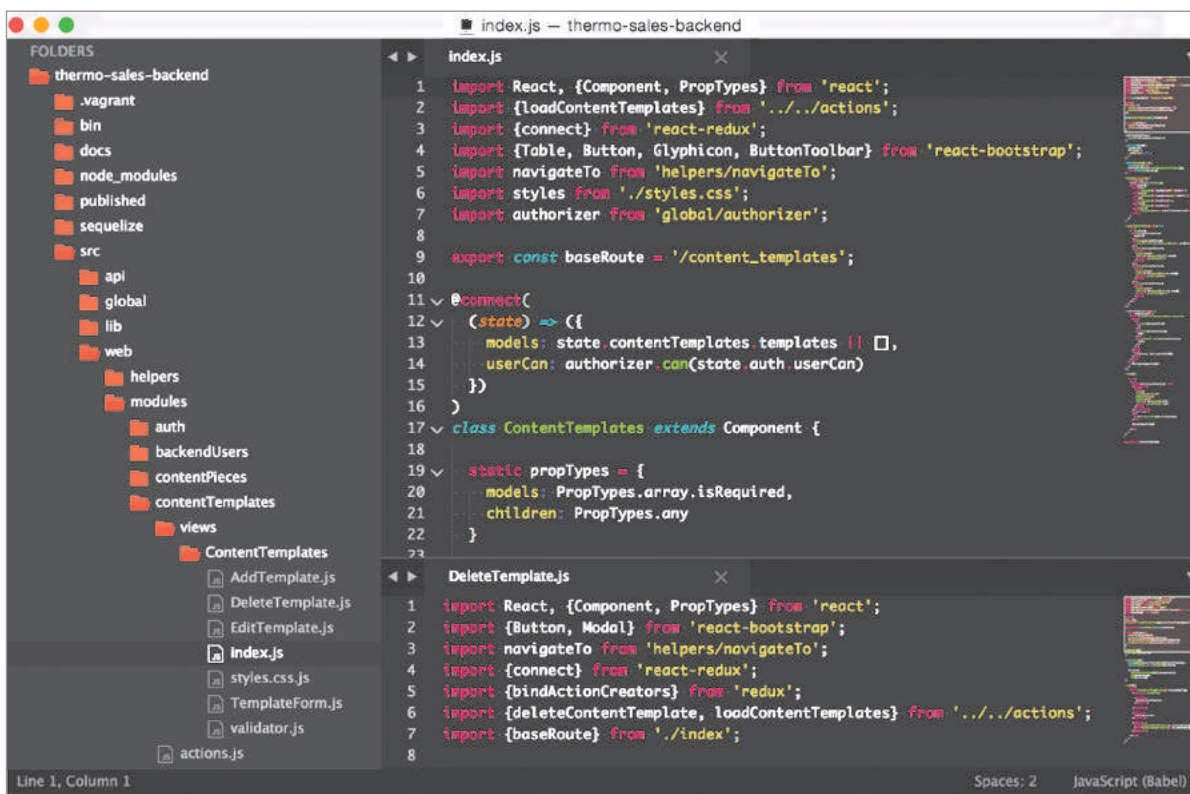 index.js — thermo-sales-backend
FOLDERS
thermo-sales-backend
.vagrant
bin
docs
node_modules
published
sequelize
src
api
global
lib
web
helpers
modules
auth
backendUsers
contentPieces
contentTemplates
views
ContentTemplates
AddTemplate.js
DeleteTemplate.js
EditTemplate.js
index.js
styles.css.js
TemplateForm.js
validator.js
actions.js
index.js
1 import React, {Component, PropTypes} from 'react';
2 import {loadContentTemplates} from '../../actions';
3 import {connect} from 'react-redux';
4 import {Table, Button, Glyphicon, ButtonToolbar} from 'react-bootstrap';
5 import navigateTo from 'helpers/navigateTo';
6 import styles from './styles.css';
7 import authorizer from 'global/authorizer';
8
9 export const baseRoute = '/content_templates';
10
11 @connect(
12 (state) => ({
13 models: state.contentTemplates.templates || [],
14 userCan: authorizer.can(state.auth.userCan)
15 })
16 )
17 class ContentTemplates extends Component {
18
19 static propTypes = {
20 models: PropTypes.array.isRequired,
21 children: PropTypes.any
22 }
23
DeleteTemplate.js
1 import React, {Component, PropTypes} from 'react';
2 import {Button, Modal} from 'react-bootstrap';
3 import navigateTo from 'helpers/navigateTo';
4 import {connect} from 'react-redux';
5 import {bindActionCreators} from 'redux';
6 import {deleteContentTemplate, loadContentTemplates} from '../../actions';
7 import {baseRoute} from './index';
8
Line 1, Column 1
Spaces: 2
JavaScript (Babel)